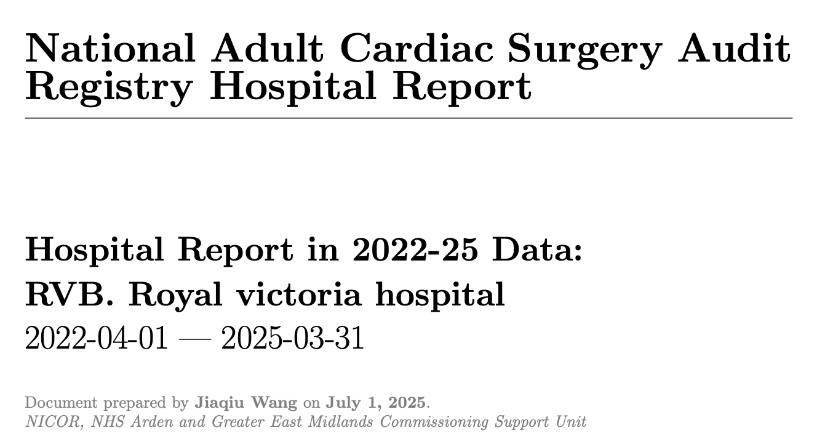 National Adult Cardiac Surgery Audit
Registry Hospital Report
Hospital Report in 2022-25 Data:
RVB. Royal victoria hospital
2022-04-01 — 2025-03-31
Document prepared by Jiaqiu Wang on July 1, 2025.
NICOR, NHS Arden and Greater East Midlands Commissioning Support Unit